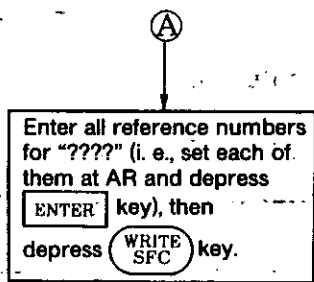 A
Enter all reference numbers
for "????" (i. e., set each of
them at AR and depress
ENTER key), then
depress WRITE SFC key.